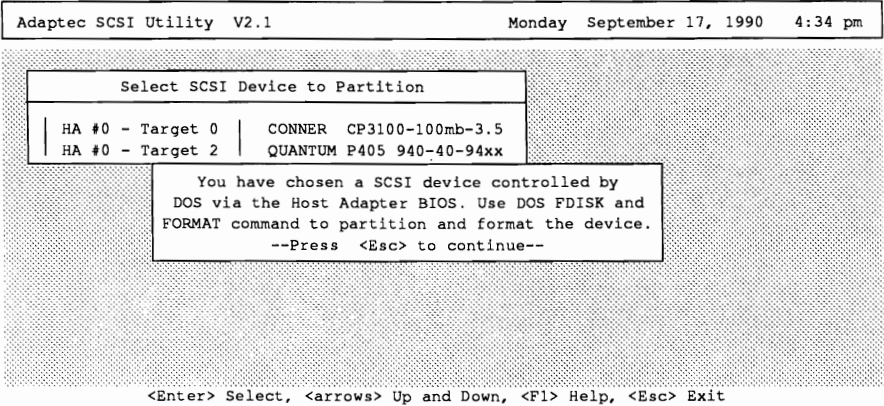 Adaptec SCSI Utility V2.1 Monday September 17, 1990 4:34 pm
Select SCSI Device to Partition
HA #0 - Target 0 CONNER CP3100-100mb-3.5
HA #0 - Target 2 QUANTUM P405 940-40-94xx
You have chosen a SCSI device controlled by
DOS via the Host Adapter BIOS. Use DOS FDISK and
FORMAT command to partition and format the device.
--Press <Esc> to continue--
<Enter> Select, <arrows> Up and Down, <F1> Help, <Esc> Exit